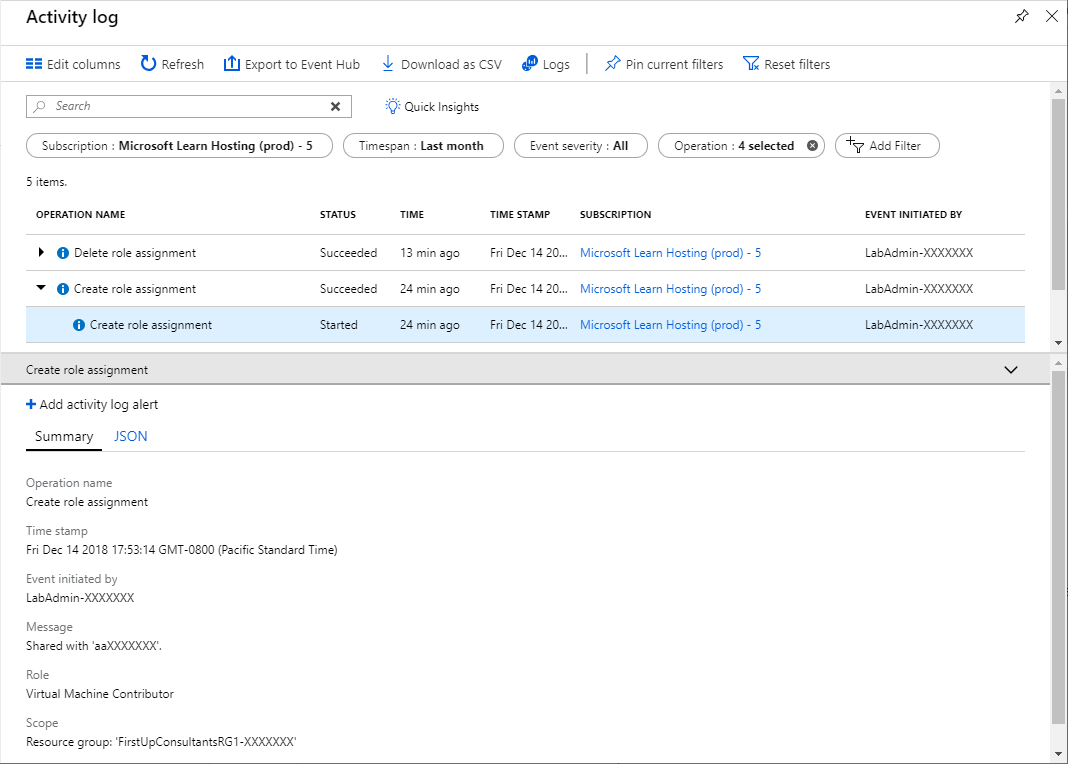 Activity log
Edit columns Refresh Export to Event Hub Download as CSV Logs Pin current filters Reset filters
Search Quick Insights
Subscription : Microsoft Learn Hosting (prod) - 5 Timespan : Last month Event severity : All Operation : 4 selected Add Filter
5 items.
OPERATION NAME STATUS TIME TIME STAMP SUBSCRIPTION EVENT INITIATED BY
Delete role assignment Succeeded 13 min ago Fri Dec 14 20... Microsoft Learn Hosting (prod) - 5 LabAdmin-XXXXXXX
Create role assignment Succeeded 24 min ago Fri Dec 14 20... Microsoft Learn Hosting (prod) - 5 LabAdmin-XXXXXXX
Create role assignment Started 24 min ago Fri Dec 14 20... Microsoft Learn Hosting (prod) - 5 LabAdmin-XXXXXXX
Create role assignment
Add activity log alert
Summary JSON
Operation name
Create role assignment
Time stamp
Fri Dec 14 2018 17:53:14 GMT-0800 (Pacific Standard Time)
Event initiated by
LabAdmin-XXXXXXX
Message
Shared with 'aaXXXXXXX'.
Role
Virtual Machine Contributor
Scope
Resource group: 'FirstUpConsultantsRG1-XXXXXXX'